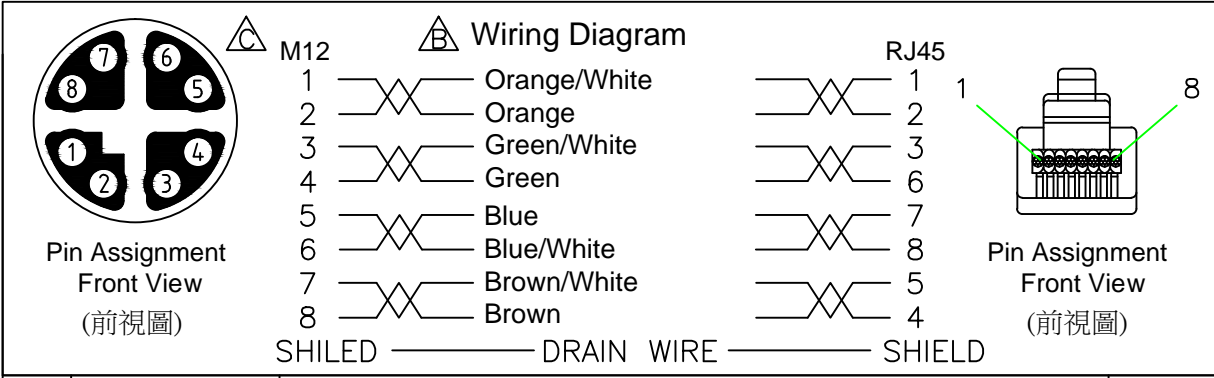 C
B
Wiring Diagram
M12
RJ45
7 6
8 5
1 4
2 3
1 Orange/White 1
2 Orange 2
3 Green/White 3
4 Green 6
5 Blue 7
6 Blue/White 8
7 Brown/White 5
8 Brown 4
SHILED DRAIN WIRE SHIELD
Pin Assignment
Front View
(前視圖)
1 8
Pin Assignment
Front View
(前視圖)